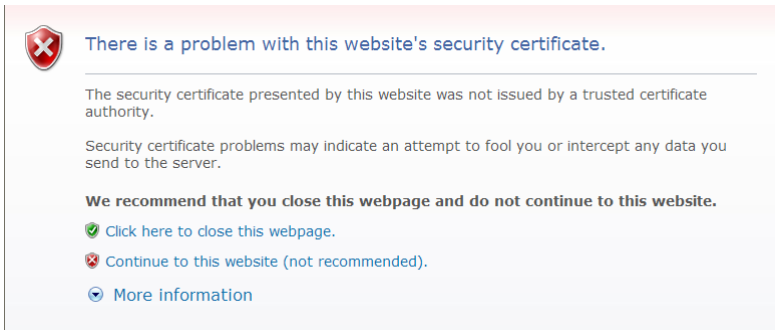 There is a problem with this website's security certificate.
The security certificate presented by this website was not issued by a trusted certificate
authority.
Security certificate problems may indicate an attempt to fool you or intercept any data you
send to the server.
We recommend that you close this webpage and do not continue to this website.
Click here to close this webpage.
Continue to this website (not recommended).
More information